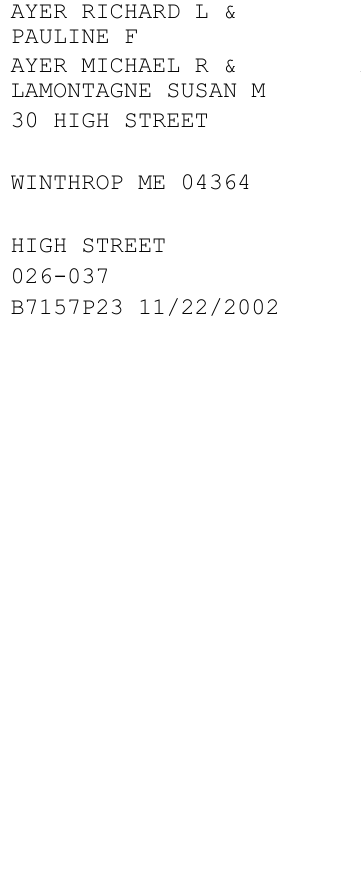 AYER RICHARD L &
PAULINE F
AYER MICHAEL R &
LAMONTAGNE SUSAN M
30 HIGH STREET
WINTHROP ME 04364
HIGH STREET
026-037
B7157P23 11/22/2002